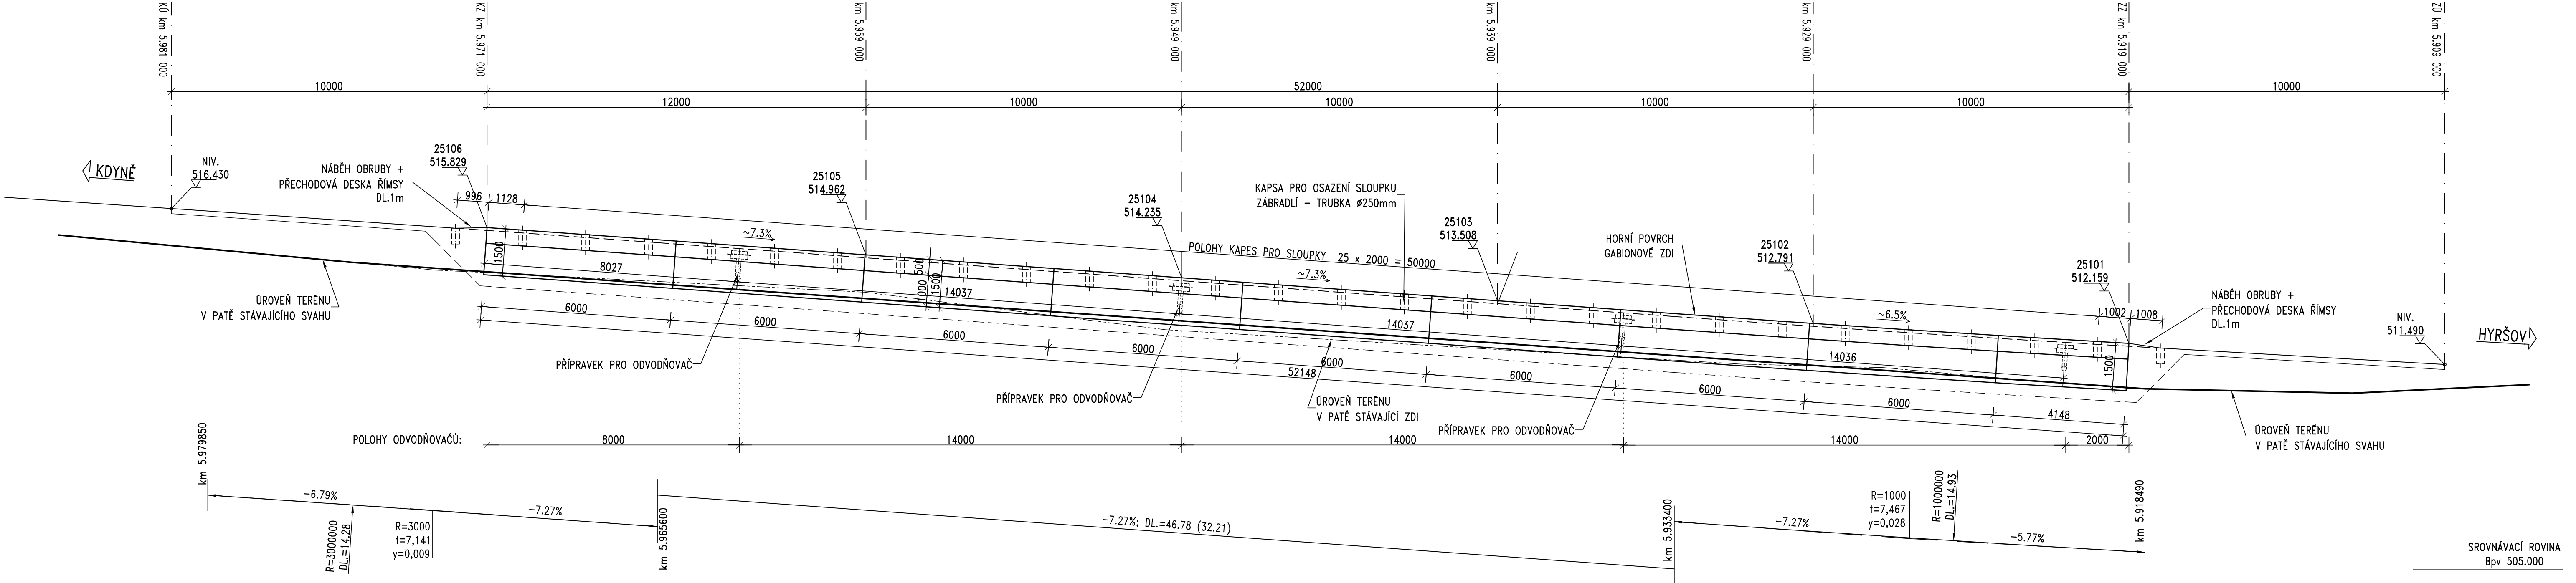 KO km 5.981 000
KZ km 5.971 000
km 5.959 000
km 5.949 000
km 5.939 000
km 5.929 000
ZZ km 5.919 000
ZO km 5.909 000
10000
52000
10000
12000
10000
10000
10000
10000
KDYNĚ
NIV.
516.430
NÁBĚH OBRUBY +
PŘECHODOVÁ DESKA ŘÍMSY
DL.1m
25106
515.829
996
1128
25105
514.962
25104
514.235
KAPSA PRO OSAZENÍ SLOUPKU
ZÁBRADLÍ - TRUBKA ø250mm
25103
513.508
HORNÍ POVRCH
GABIONOVÉ ZDI
25102
512.791
25101
512.159
NÁBĚH OBRUBY +
PŘECHODOVÁ DESKA ŘÍMSY
DL.1m
NIV.
511.490
HYRŠOV
~7.3%
POLOHY KAPES PRO SLOUPKY 25 x 2000 = 50000
~7.3%
~6.5%
1002
1008
1500
8027
500
1000
1500
14037
14037
14036
1500
ÚROVEŇ TERÉNU
V PATĚ STÁVAJÍCÍHO SVAHU
6000
6000
6000
6000
6000
6000
6000
6000
4148
52148
PŘÍPRAVEK PRO ODVODŇOVAČ
PŘÍPRAVEK PRO ODVODŇOVAČ
ÚROVEŇ TERÉNU
V PATĚ STÁVAJÍCÍ ZDI
PŘÍPRAVEK PRO ODVODŇOVAČ
ÚROVEŇ TERÉNU
V PATĚ STÁVAJÍCÍHO SVAHU
POLOHY ODVODŇOVAČŮ:
8000
14000
14000
14000
2000
km 5.979850
-6.79%
R=3000000
DL.=14.28
R=3000
t=7,141
y=0,009
-7.27%
km 5.965600
-7.27%; DL.=46.78 (32.21)
km 5.933400
-7.27%
R=1000
t=7,467
y=0,028
R=1000000
DL.=14.93
-5.77%
km 5.918490
SROVNÁVACÍ ROVINA
Bpv 505.000